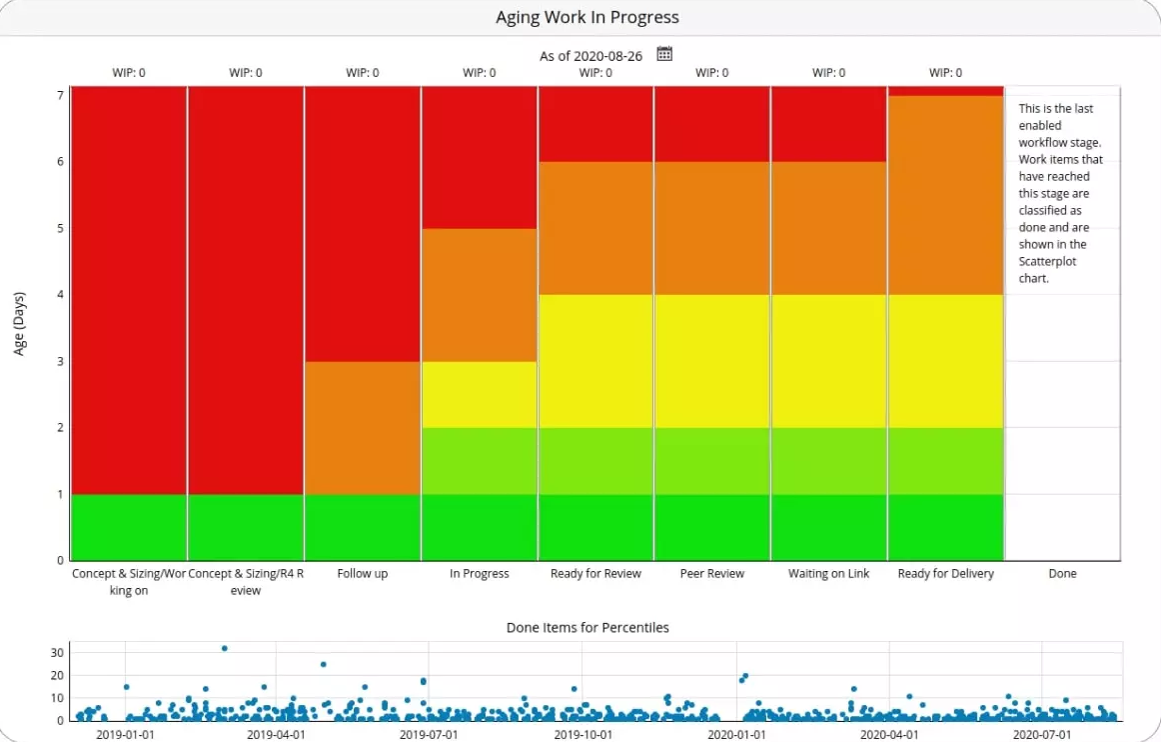 Aging Work In Progress
As of 2020-08-26
WIP: 0
WIP: 0
WIP: 0
WIP: 0
WIP: 0
WIP: 0
WIP: 0
WIP: 0
Age (Days)
7
6
5
4
3
2
1
0
This is the last
enabled
workflow stage.
Work items that
have reached
this stage are
classified as
done and are
shown in the
Scatterplot
chart.
Concept & Sizing/Wor
king on
Concept & Sizing/R4 R
eview
Follow up
In Progress
Ready for Review
Peer Review
Waiting on Link
Ready for Delivery
Done
Done Items for Percentiles
30
20
10
0
2019-01-01
2019-04-01
2019-07-01
2019-10-01
2020-01-01
2020-04-01
2020-07-01